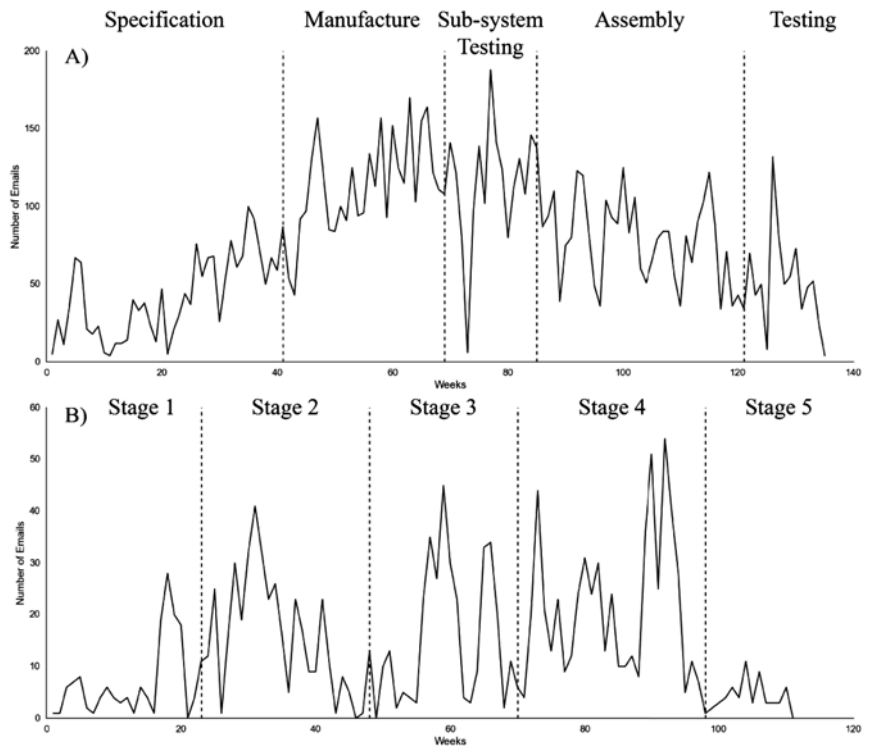 Specification Manufacture Sub-system Testing Assembly Testing
A)
200
150
100
50
0
Number of Emails
0 20 40 60 80 100 120 140
Weeks
B) Stage 1 Stage 2 Stage 3 Stage 4 Stage 5
60
50
40
30
20
10
0
Number of Emails
0 20 40 60 80 100 120
Weeks